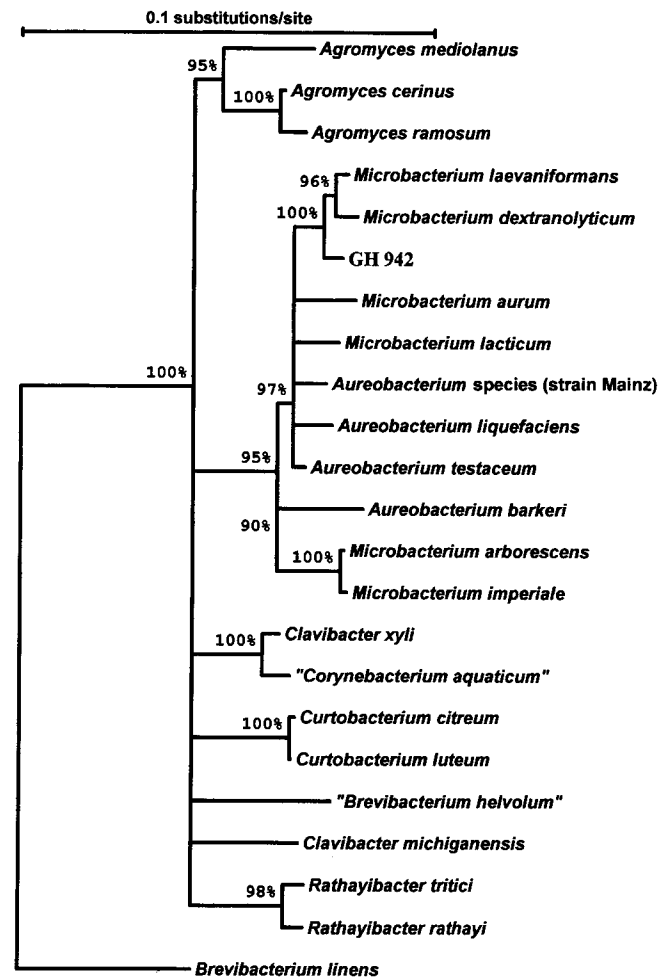 0.1 substitutions/site
Agromyces mediolanus
95%
Agromyces cerinus
100%
Agromyces ramosum
Microbacterium laevaniformans
96%
Microbacterium dextranolyticum
100%
GH 942
Microbacterium aurum
Microbacterium lacticum
100%
Aureobacterium species (strain Mainz)
97%
Aureobacterium liquefaciens
95%
Aureobacterium testaceum
Aureobacterium barkeri
90%
Microbacterium arborescens
100%
Microbacterium imperiale
Clavibacter xyli
100%
"Corynebacterium aquaticum"
Curtobacterium citreum
100%
Curtobacterium luteum
"Brevibacterium helvolum"
Clavibacter michiganensis
Rathayibacter tritici
98%
Rathayibacter rathayi
Brevibacterium linens